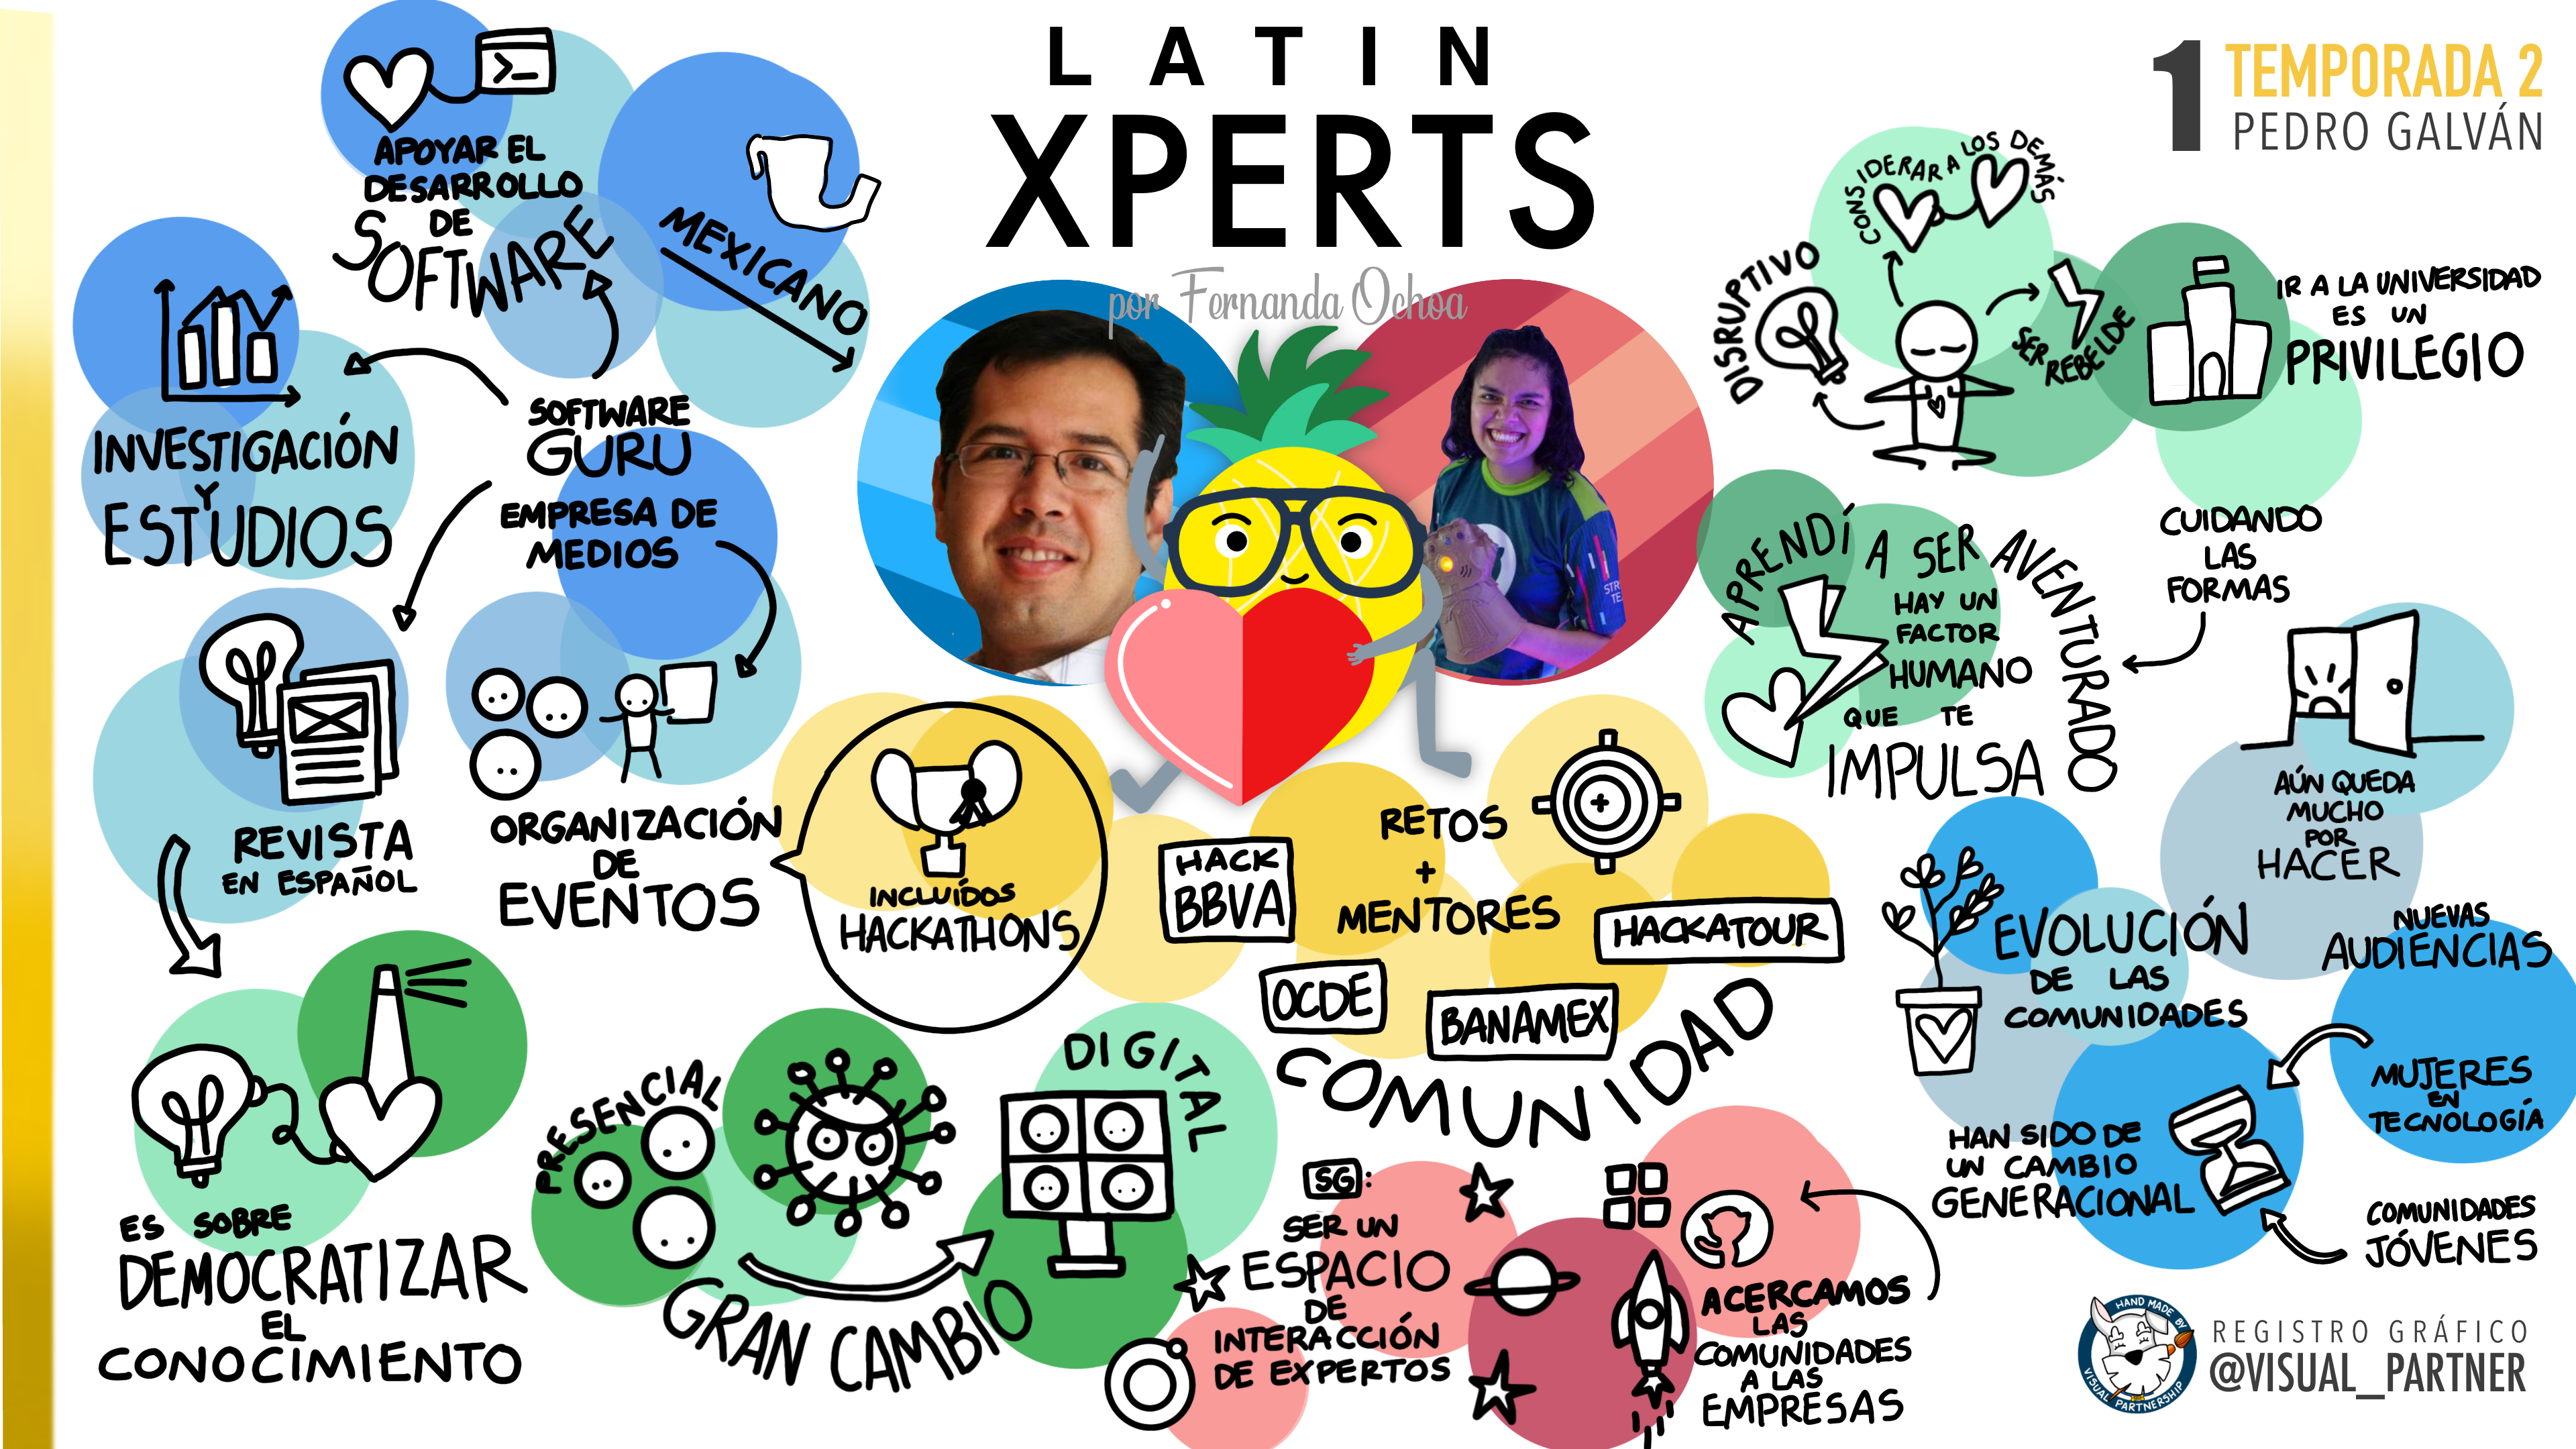 LATIN
XPERTS
por Fernanda Ochoa
1
TEMPORADA 2
PEDRO GALVÁN
APOYAR EL
DESARROLLO
DE
SOFTWARE
MEXICANO
INVESTIGACIÓN
Y
ESTUDIOS
SOFTWARE
GURU
EMPRESA DE
MEDIOS
REVISTA
EN ESPAÑOL
ORGANIZACIÓN
DE
EVENTOS
INCLUÍDOS
HACKATHONS
HACK
BBVA
RETOS
+
MENTORES
HACKATOUR
OCDE
BANAMEX
COMUNIDAD
ES SOBRE
DEMOCRATIZAR
EL
CONOCIMIENTO
PRESENCIAL
DIGITAL
GRAN CAMBIO
SG:
SER UN
ESPACIO
DE
INTERACCIÓN
DE EXPERTOS
ACERCAMOS
LAS
COMUNIDADES
A LAS
EMPRESAS
CONSIDERAR A LOS DEMÁS
DISRUPTIVO
SER REBELDE
IR A LA UNIVERSIDAD
ES UN
PRIVILEGIO
CUIDANDO
LAS
FORMAS
APRENDÍ A SER AVENTURADO
HAY UN
FACTOR
HUMANO
QUE TE
IMPULSA
AÚN QUEDA
MUCHO
POR
HACER
EVOLUCIÓN
DE LAS
COMUNIDADES
NUEVAS
AUDIENCIAS
MUJERES
EN
TECNOLOGÍA
HAN SIDO DE
UN CAMBIO
GENERACIONAL
COMUNIDADES
JÓVENES
HAND MADE BY
VISUAL PARTNERSHIP
REGISTRO GRÁFICO
@VISUAL_PARTNER